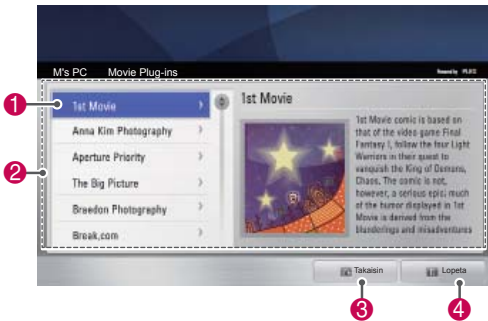 M's PC Movie Plug-ins
1
1st Movie
Anna Kim Photography
Aperture Priority
2
The Big Picture
Braedon Photography
Break.com
1st Movie
1st Movie comic is based on
that of the video game Final
Fantasy I, follow the four Light
Warriors in their quest to
vanquish the King of Demons,
Chaos. The comic is not,
however, a serious epic; much
of the humor displayed in 1st
Movie is derived from the
blunderings and misadventures
Takaisin
Lopeta
3
4